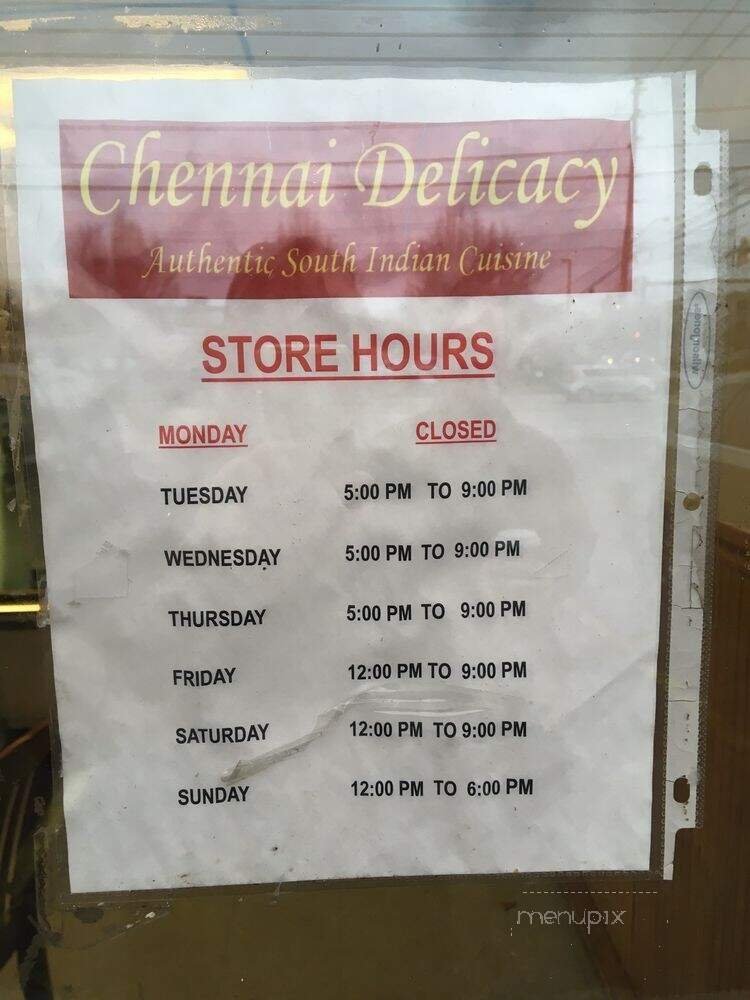 Chennai Delicacy
Authentic South Indian Cuisine
STORE HOURS
MONDAY CLOSED
TUESDAY 5:00 PM TO 9:00 PM
WEDNESDAY 5:00 PM TO 9:00 PM
THURSDAY 5:00 PM TO 9:00 PM
FRIDAY 12:00 PM TO 9:00 PM
SATURDAY 12:00 PM TO 9:00 PM
SUNDAY 12:00 PM TO 6:00 PM
wilson jones
menupix